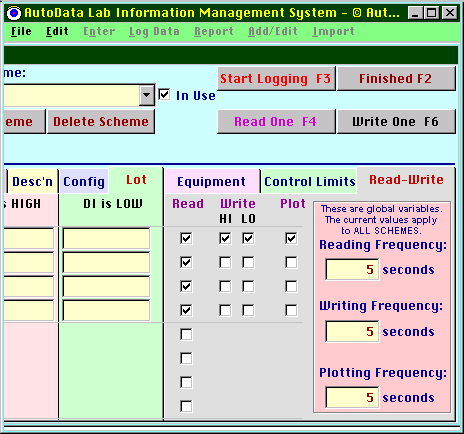 AutoData Lab Information Management System - © Aut...
File Edit Enter Log Data Report Add/Edit Import
me:
In Use
Start Logging F3 Finished F2
eme Delete Scheme Read One F4 Write One F6
Desc'n Config Lot Equipment Control Limits Read-Write
s HIGH DI is LOW Read Write Plot
HI LO
These are global variables.
The current values apply
to ALL SCHEMES.
Reading Frequency:
5 seconds
Writing Frequency:
5 seconds
Plotting Frequency:
5 seconds